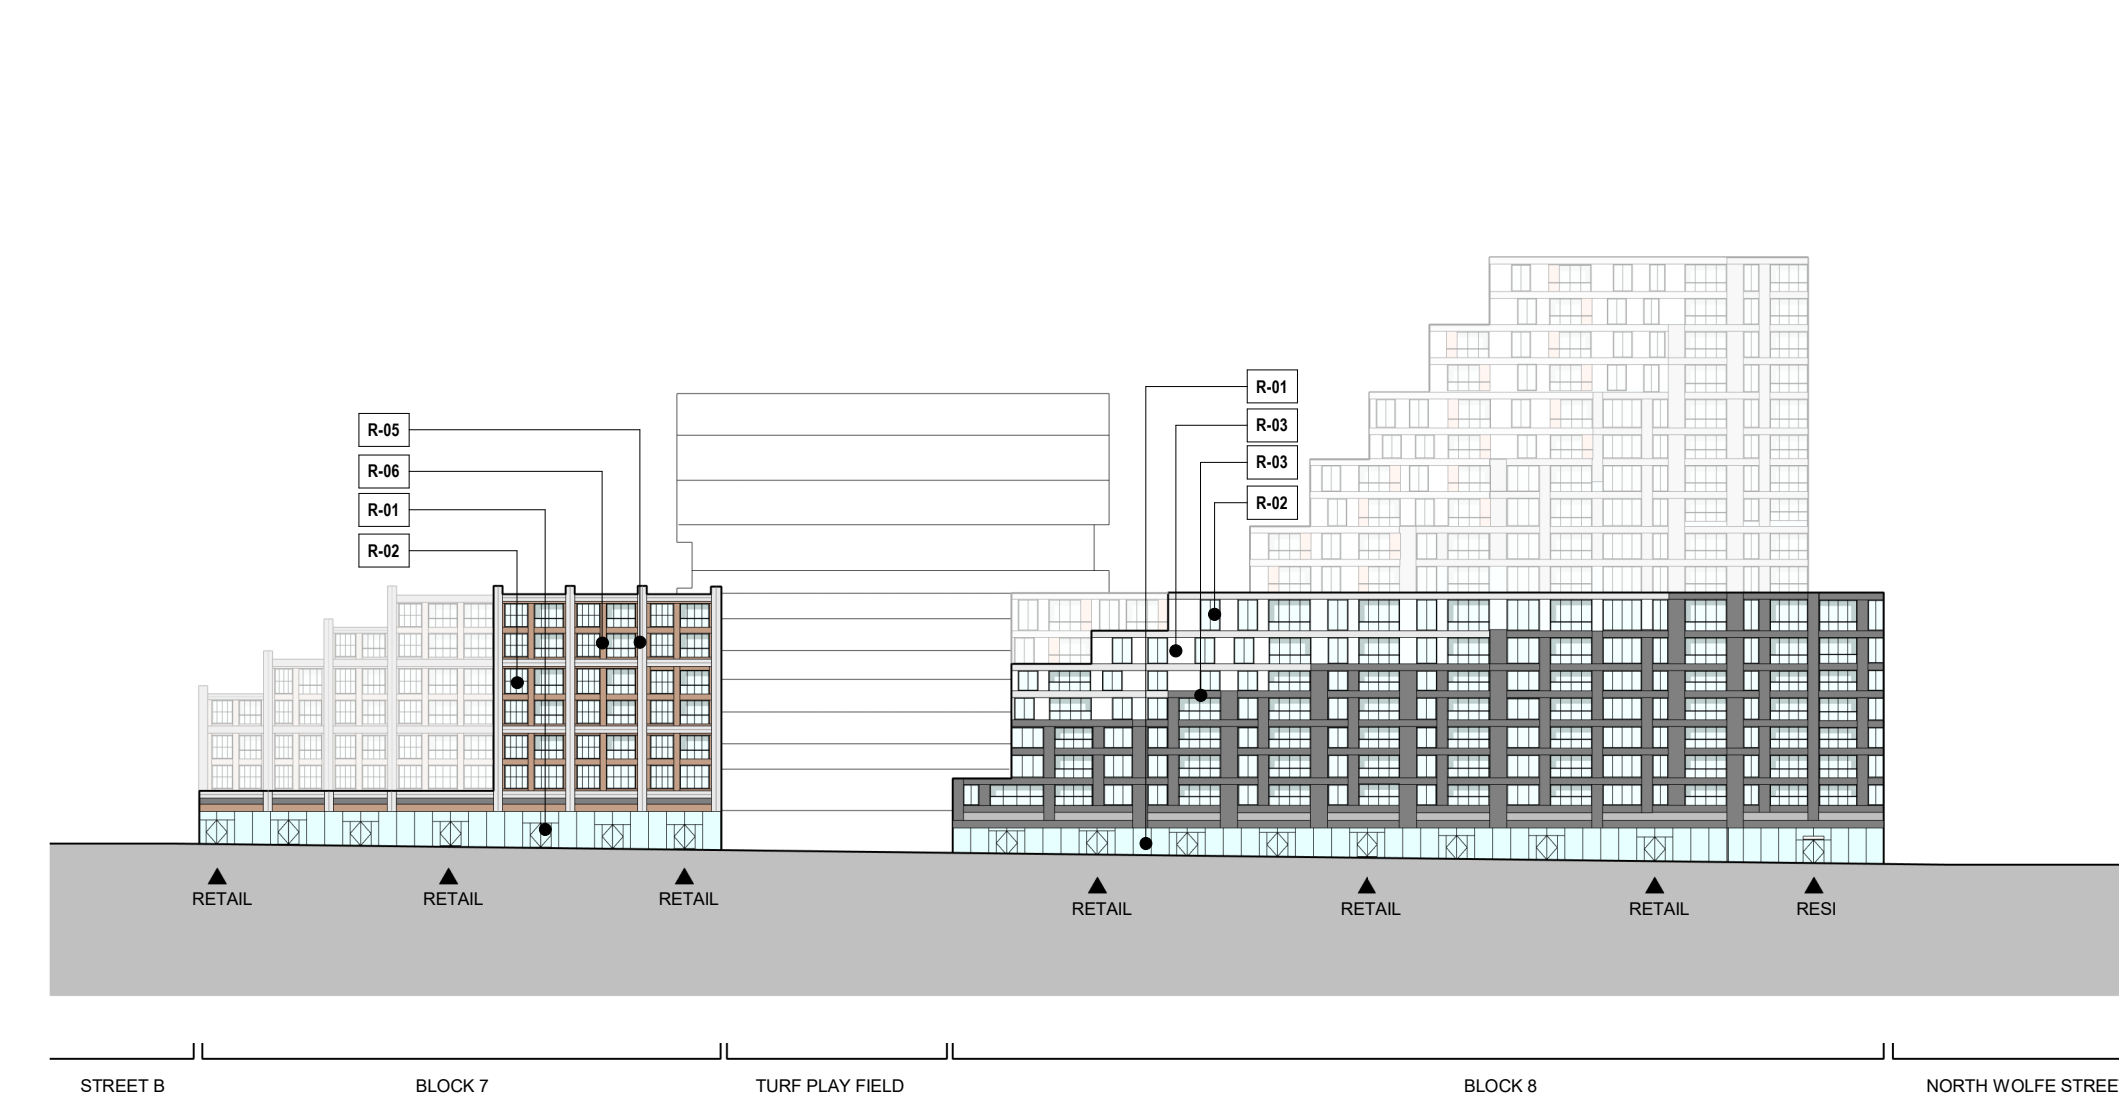 R-01
R-03
R-05
R-03
R-06
R-02
R-01
R-02
RETAIL
RETAIL
RETAIL
RETAIL
RETAIL
RETAIL
RESI
STREET B
BLOCK 7
TURF PLAY FIELD
BLOCK 8
NORTH WOLFE STREE